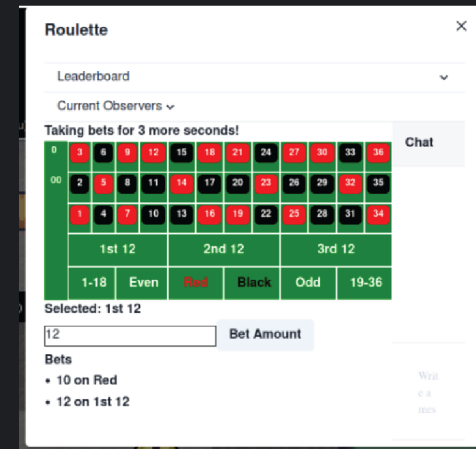 Roulette
×
Leaderboard
Current Observers
Taking bets for 3 more seconds!
Chat
0 3 6 9 12 15 18 21 24 27 30 33 36
00 2 5 8 11 14 17 20 23 26 29 32 35
1 4 7 10 13 16 19 22 25 28 31 34
1st 12 2nd 12 3rd 12
1-18 Even Red Black Odd 19-36
Selected: 1st 12
12 Bet Amount
Bets
• 10 on Red
• 12 on 1st 12
Writ
e a
mes